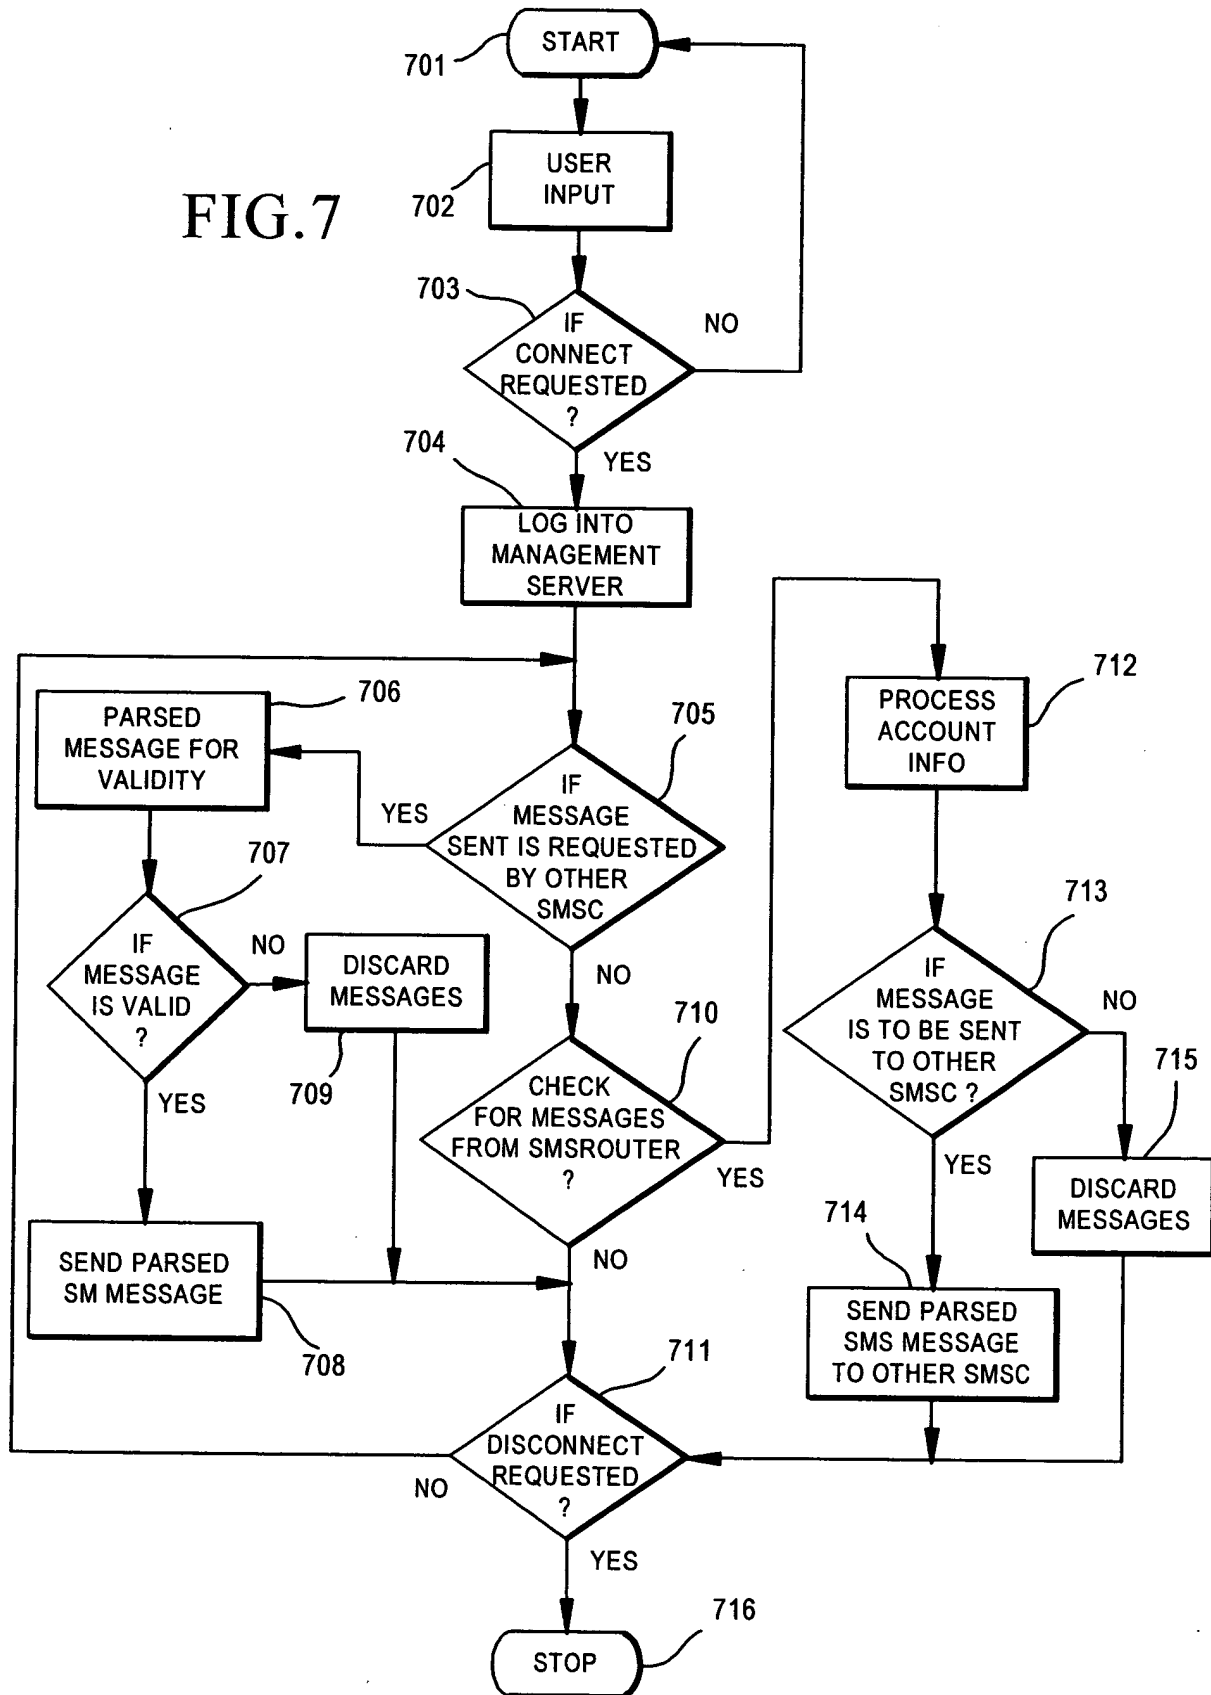 START
701
USER
INPUT
702
FIG.7
703
IF
CONNECT
REQUESTED
?
NO
YES
704
LOG INTO
MANAGEMENT
SERVER
706
PARSED
MESSAGE FOR
VALIDITY
705
IF
MESSAGE
SENT IS REQUESTED
BY OTHER
SMSC
YES
NO
707
IF
MESSAGE
IS VALID
?
NO
YES
DISCARD
MESSAGES
709
710
CHECK
FOR MESSAGES
FROM SMSROUTER
?
YES
NO
SEND PARSED
SM MESSAGE
708
712
PROCESS
ACCOUNT
INFO
713
IF
MESSAGE
IS TO BE SENT
TO OTHER
SMSC ?
NO
YES
715
DISCARD
MESSAGES
714
SEND PARSED
SMS MESSAGE
TO OTHER SMSC
711
IF
DISCONNECT
REQUESTED
?
NO
YES
716
STOP